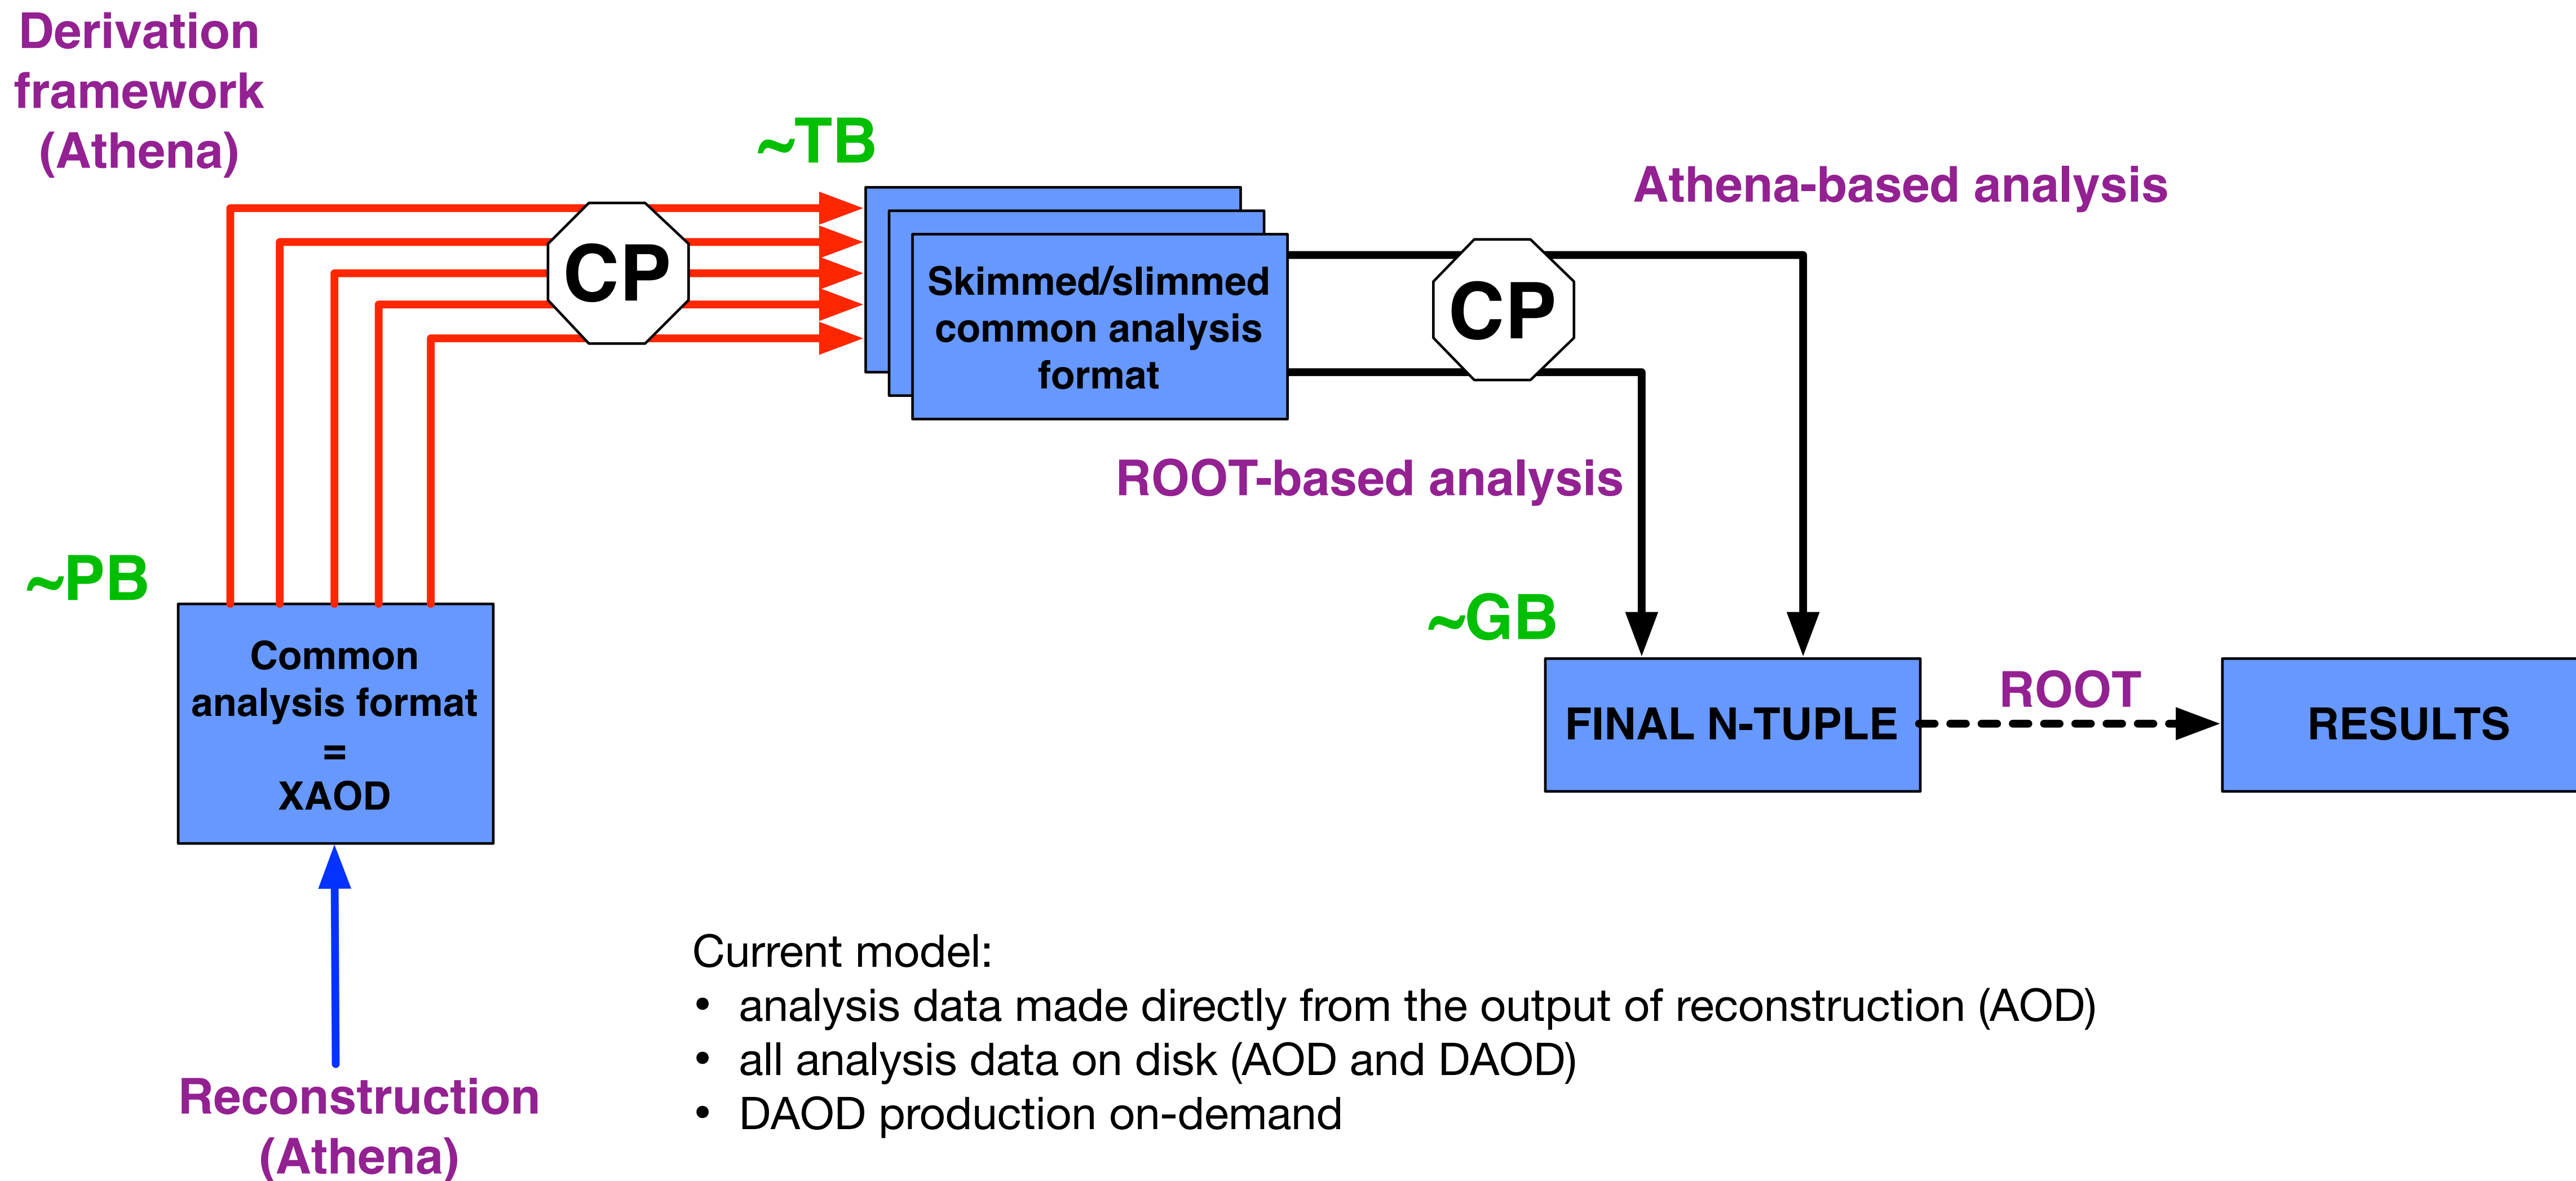 Derivation
framework
(Athena)
~TB
CP
Skimmed/slimmed
common analysis
format
CP
Athena-based analysis
ROOT-based analysis
~PB
Common
analysis format
=
XAOD
~GB
FINAL N-TUPLE
ROOT
RESULTS
Reconstruction
(Athena)
Current model:
• analysis data made directly from the output of reconstruction (AOD)
• all analysis data on disk (AOD and DAOD)
• DAOD production on-demand